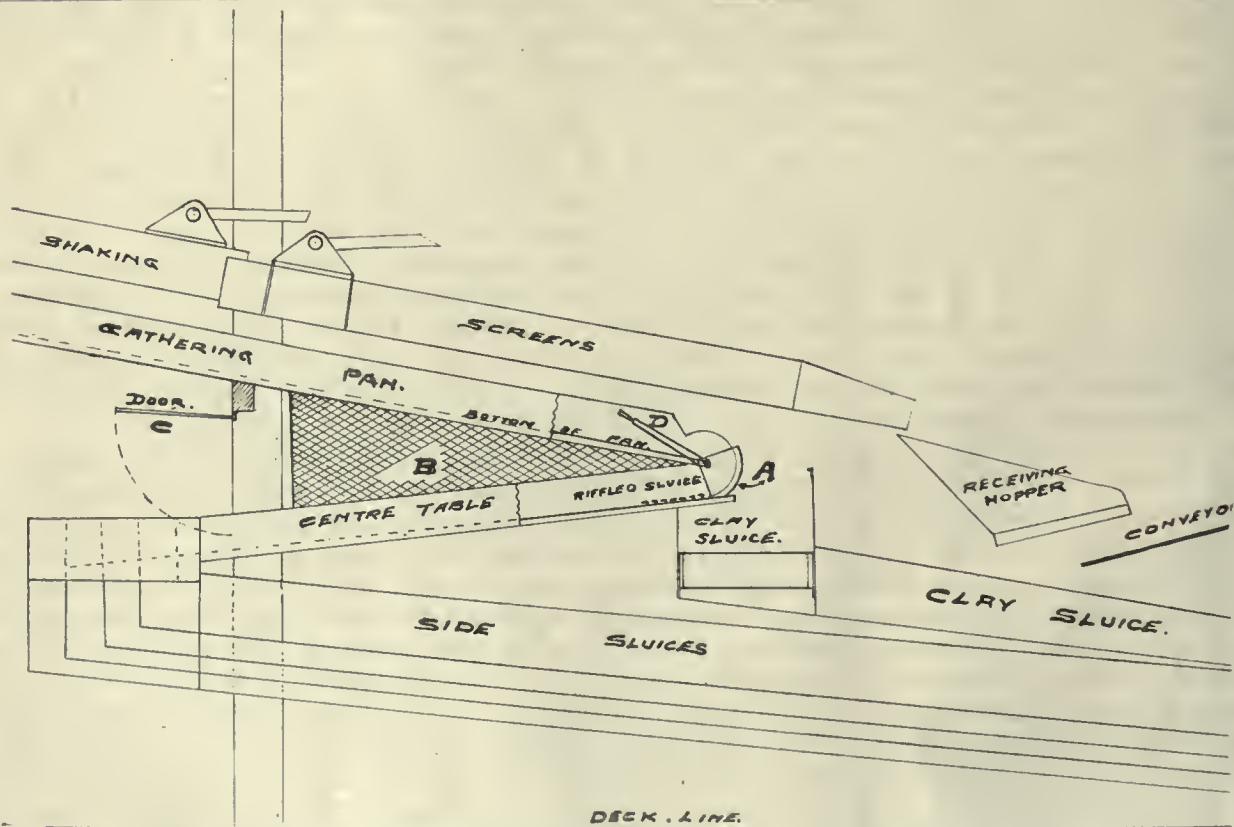 SHAKING
SCREENS
GATHERING
PAN.
DOOR.
C
BOTTOM OF PAN.
D
A
B
RIFFLED SLUICE
CENTRE TABLE
CLAY
SLUICE.
RECEIVING
HOPPER
CONVEYO
CLAY SLUICE.
SIDE SLUICES
DECK. LINE.